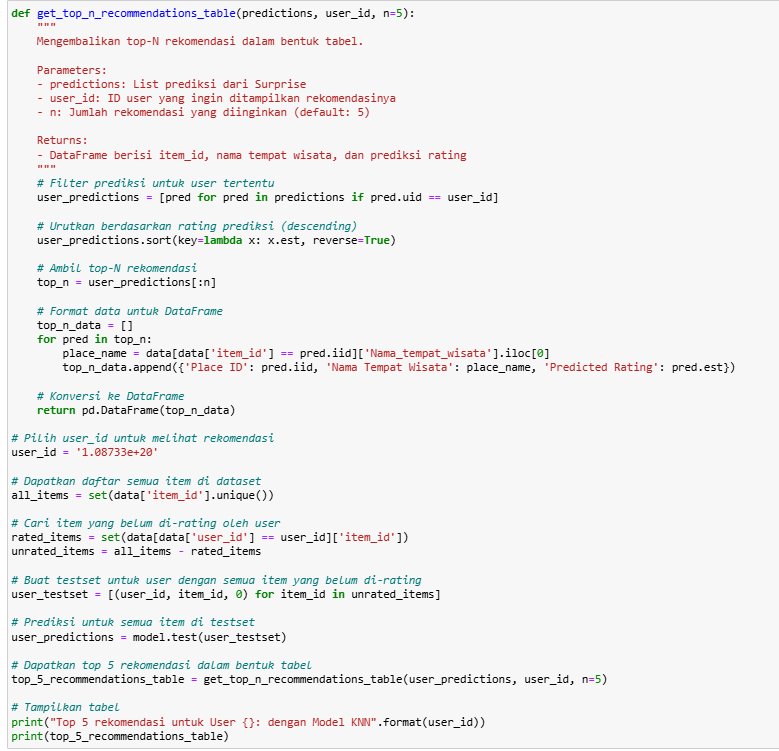 def get_top_n_recommendations_table(predictions, user_id, n=5):
    """
    Mengembalikan top-N rekomendasi dalam bentuk tabel.

    Parameters:
    - predictions: List prediksi dari Surprise
    - user_id: ID user yang ingin ditampilkan rekomendasinya
    - n: Jumlah rekomendasi yang diinginkan (default: 5)

    Returns:
    - DataFrame berisi item_id, nama tempat wisata, dan prediksi rating
    """
    # Filter prediksi untuk user tertentu
    user_predictions = [pred for pred in predictions if pred.uid == user_id]

    # Urutkan berdasarkan rating prediksi (descending)
    user_predictions.sort(key=lambda x: x.est, reverse=True)

    # Ambil top-N rekomendasi
    top_n = user_predictions[:n]

    # Format data untuk DataFrame
    top_n_data = []
    for pred in top_n:
        place_name = data[data['item_id'] == pred.iid]['Nama_tempat_wisata'].iloc[0]
        top_n_data.append({'Place ID': pred.iid, 'Nama Tempat Wisata': place_name, 'Predicted Rating': pred.est})

    # Konversi ke DataFrame
    return pd.DataFrame(top_n_data)

# Pilih user_id untuk melihat rekomendasi
user_id = '1.08733e+20'

# Dapatkan daftar semua item di dataset
all_items = set(data['item_id'].unique())

# Cari item yang belum di-rating oleh user
rated_items = set(data[data['user_id'] == user_id]['item_id'])
unrated_items = all_items - rated_items

# Buat testset untuk user dengan semua item yang belum di-rating
user_testset = [(user_id, item_id, 0) for item_id in unrated_items]

# Prediksi untuk semua item di testset
user_predictions = model.test(user_testset)

# Dapatkan top 5 rekomendasi dalam bentuk tabel
top_5_recommendations_table = get_top_n_recommendations_table(user_predictions, user_id, n=5)

# Tampilkan tabel
print("Top 5 rekomendasi untuk User {}: dengan Model KNN".format(user_id))
print(top_5_recommendations_table)